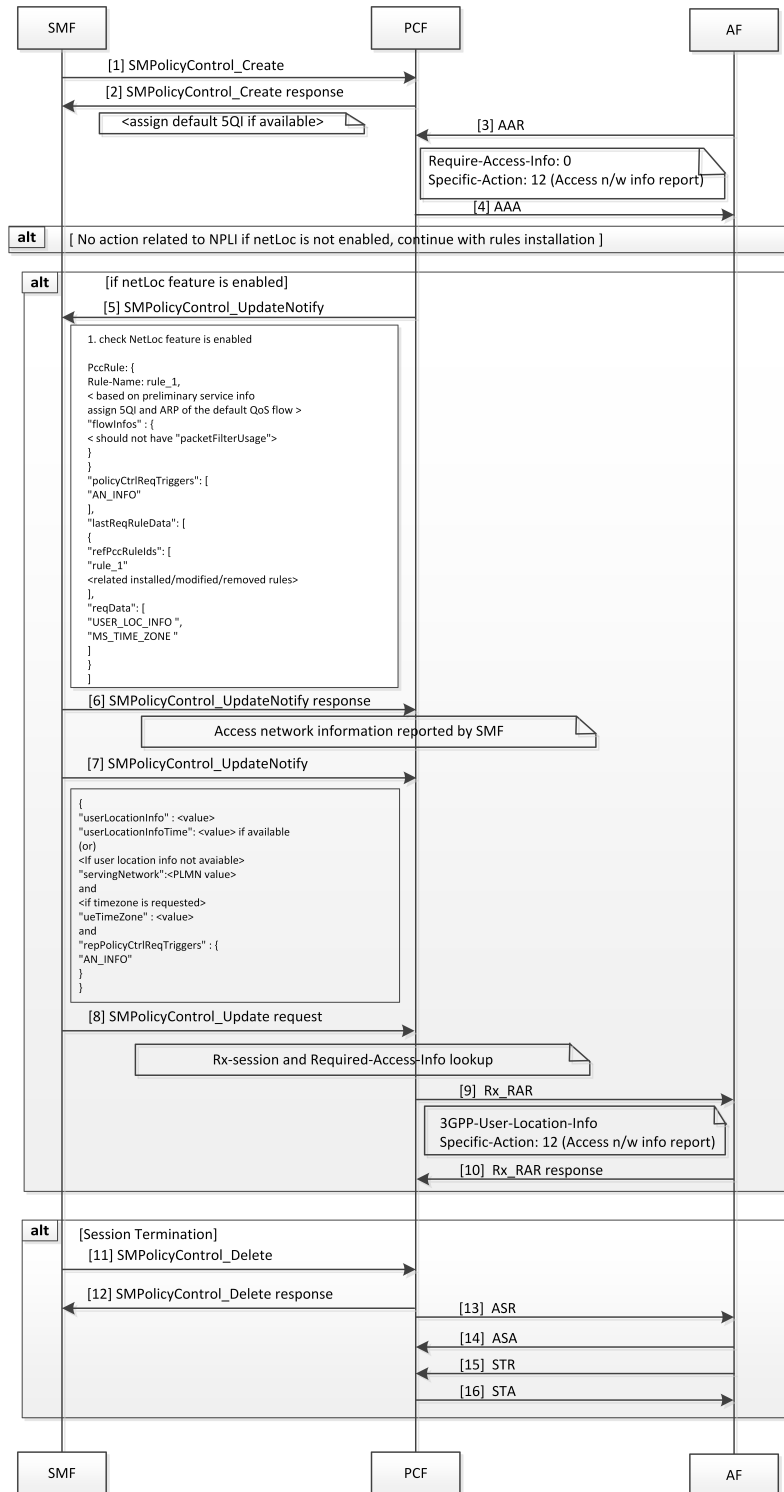 SMF
PCF
AF
[1] SMPolicyControl_Create
[2] SMPolicyControl_Create response
<assign default 5QI if available>
[3] AAR
Require-Access-Info: 0
Specific-Action: 12 (Access n/w info report)
[4] AAA
alt
[ No action related to NPLI if netLoc is not enabled, continue with rules installation ]
alt
[if netLoc feature is enabled]
[5] SMPolicyControl_UpdateNotify
1. check NetLoc feature is enabled
PccRule: {
Rule-Name: rule_1,
< based on preliminary service info
assign 5QI and ARP of the default QoS flow >
"flowInfos" : {
< should not have "packetFilterUsage">
}
}
"policyCtrlReqTriggers": [
"AN_INFO"
],
"lastReqRuleData": [
{
"refPccRuleIds": [
"rule_1"
<related installed/modified/removed rules>
],
"reqData": [
"USER_LOC_INFO ",
"MS_TIME_ZONE "
]
}
]
[6] SMPolicyControl_UpdateNotify response
Access network information reported by SMF
[7] SMPolicyControl_UpdateNotify
{
"userLocationInfo" : <value>
"userLocationInfoTime": <value> if available
(or)
<If user location info not avaiable>
"servingNetwork":<PLMN value>
and
<if timezone is requested>
"ueTimeZone" : <value>
and
"repPolicyCtrlReqTriggers" : {
"AN_INFO"
}
}
[8] SMPolicyControl_Update request
Rx-session and Required-Access-Info lookup
[9] Rx_RAR
3GPP-User-Location-Info
Specific-Action: 12 (Access n/w info report)
[10] Rx_RAR response
alt
[Session Termination]
[11] SMPolicyControl_Delete
[12] SMPolicyControl_Delete response
[13] ASR
[14] ASA
[15] STR
[16] STA
SMF
PCF
AF